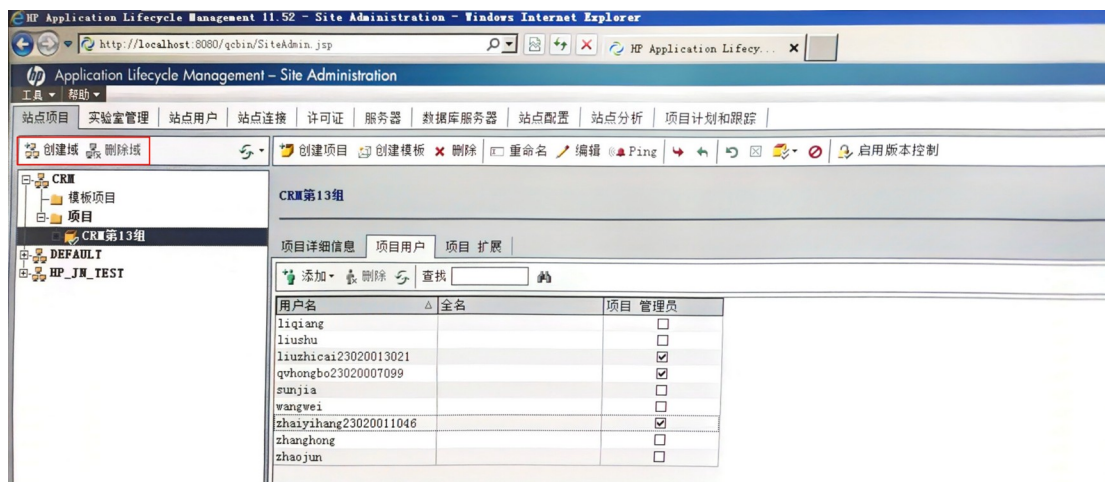 HP Application Lifecycle Management 11.52 - Site Administration - Windows Internet Explorer
http://localhost:8080/qcbin/SiteAdmin.jsp
HP Application Lifecy...
hp Application Lifecycle Management – Site Administration
工具 帮助
站点项目 实验室管理 站点用户 站点连接 许可证 服务器 数据库服务器 站点配置 站点分析 项目计划和跟踪
创建域 删除域 创建项目 创建模板 删除 重命名 编辑 Ping 启用版本控制
CRM
模板项目
项目
CRM第13组
DEFAULT
HP_JN_TEST
CRM第13组
项目详细信息 项目用户 项目 扩展
添加 删除 查找
用户名 全名 项目 管理员
liqiang
liushu
liuzhicai23020013021
qvhongbo23020007099
sunjia
wangwei
zhaiyihang23020011046
zhanghong
zhaojun